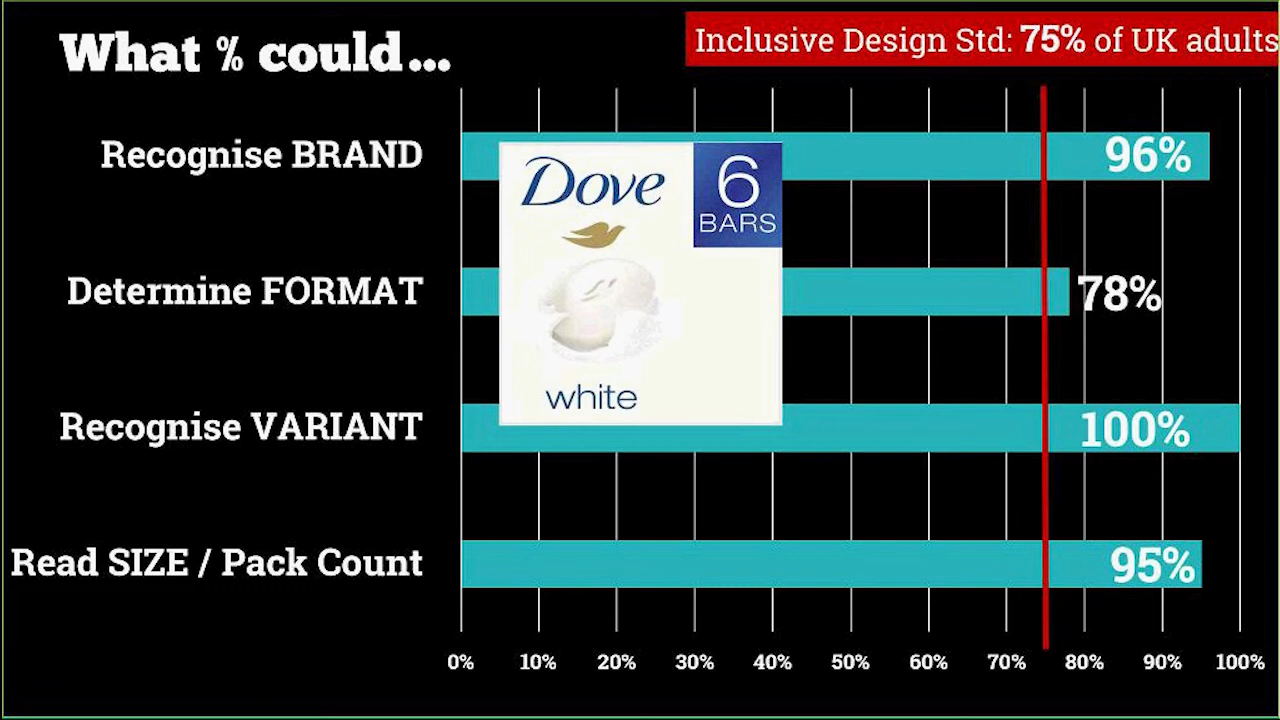 What % could...
Inclusive Design Std: 75% of UK adults
Recognise BRAND
96%
Dove
6
BARS
Determine FORMAT
78%
white
Recognise VARIANT
100%
Read SIZE / Pack Count
95%
0% 10% 20% 30% 40% 50% 60% 70% 80% 90% 100%